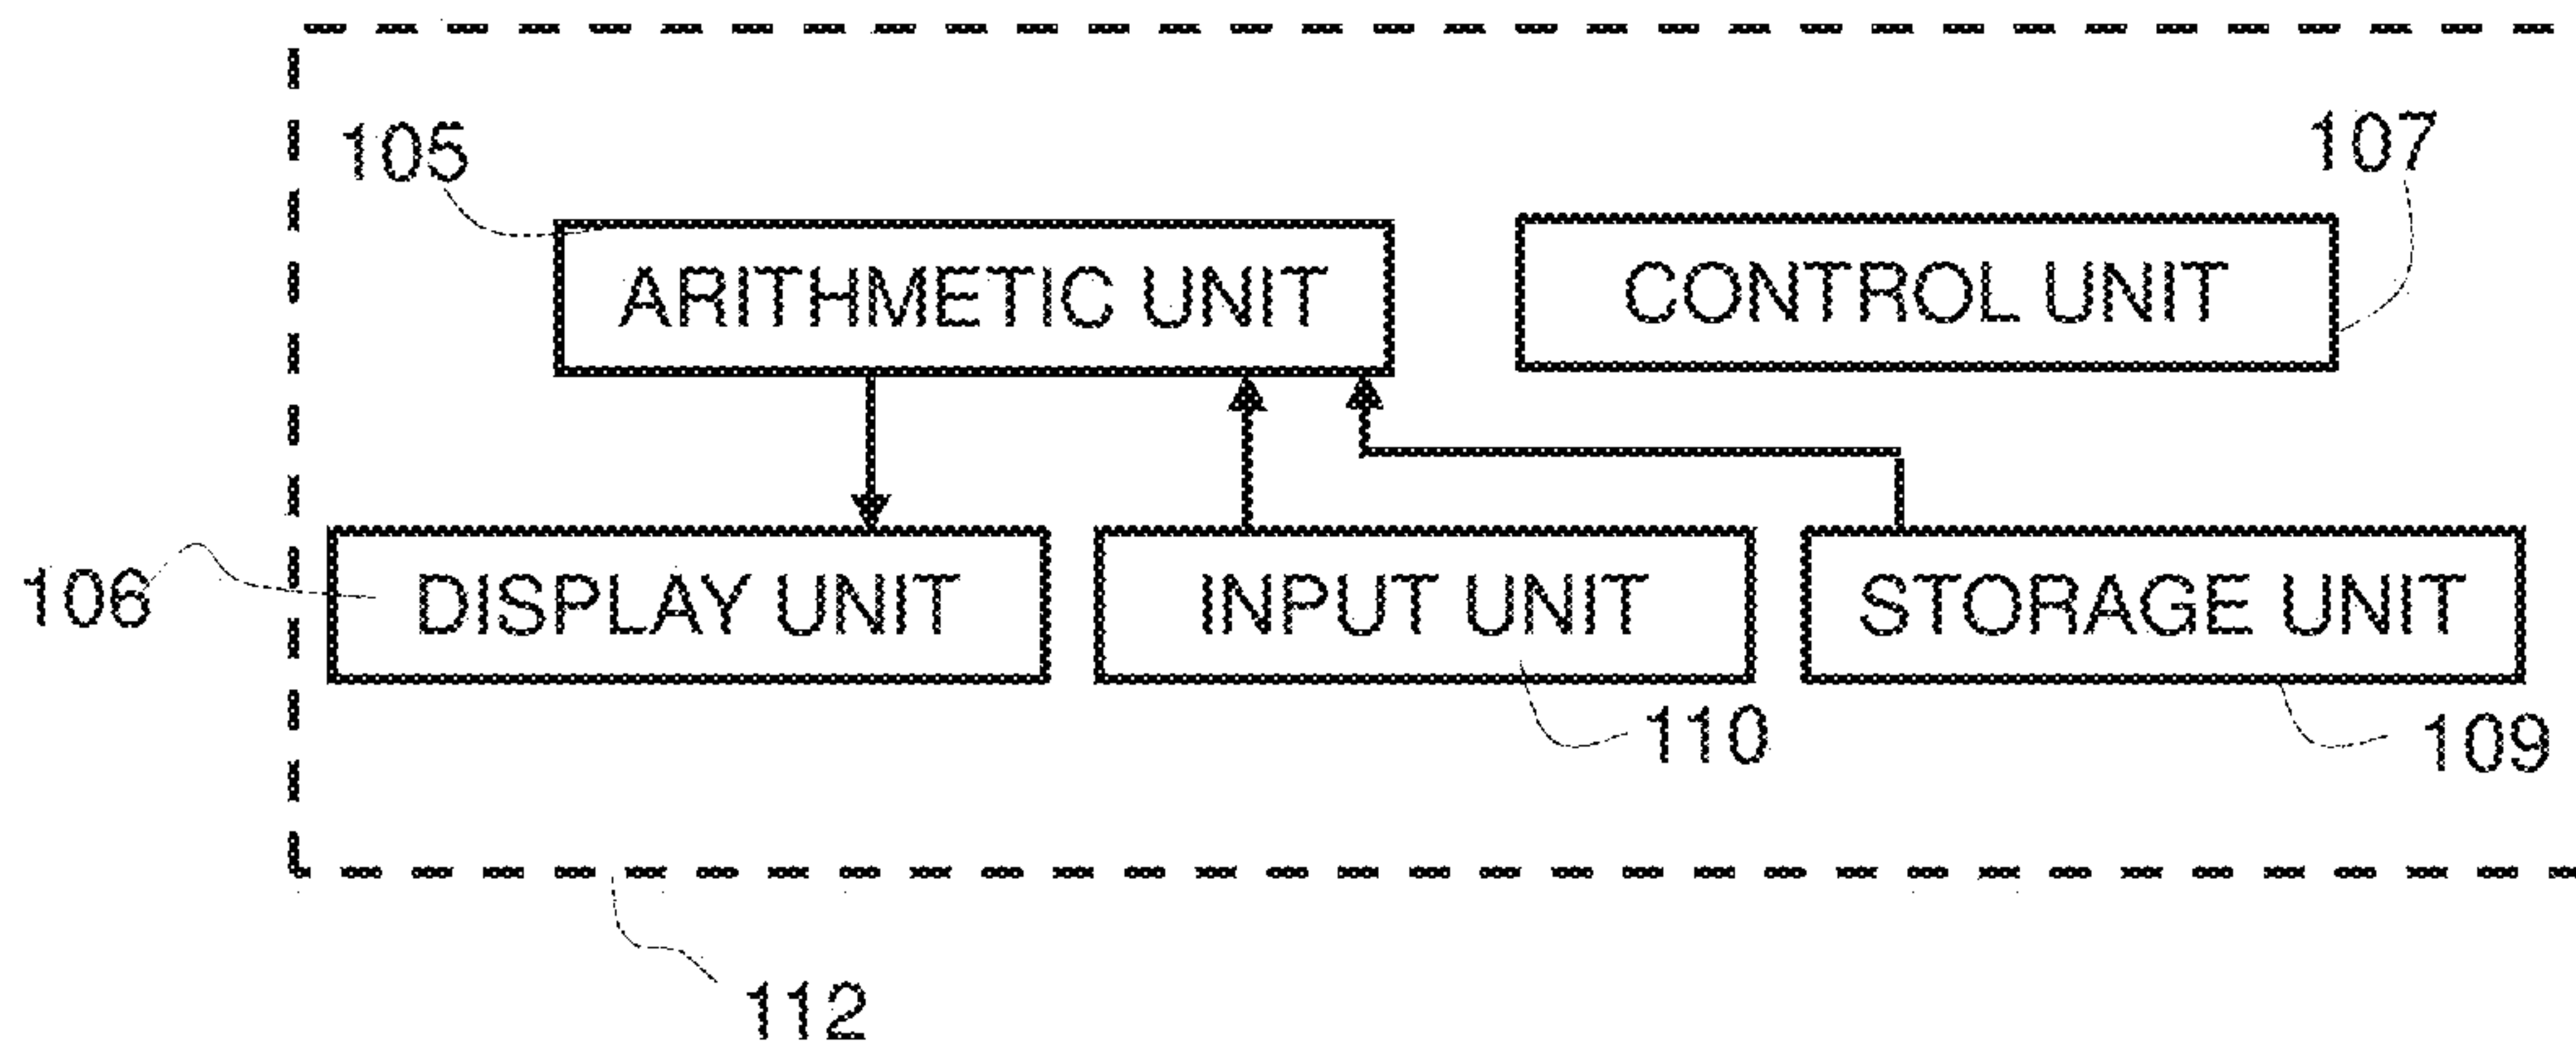 105
107
ARITHMETIC UNIT
CONTROL UNIT
106
DISPLAY UNIT
INPUT UNIT
STORAGE UNIT
110
109
112